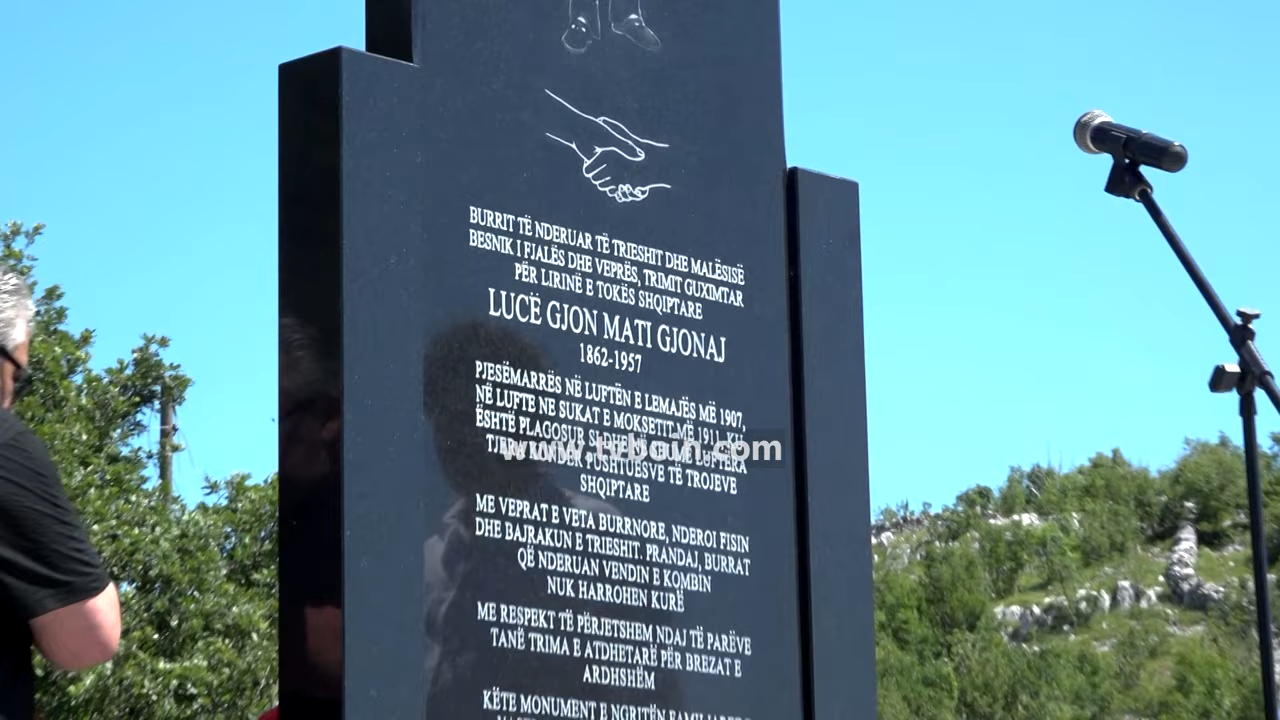 BURRIT TË NDERUAR TË TRIESHIT DHE MALËSISË
BESNIK I FJALËS DHE VEPRËS, TRIMIT GUXIMTAR
PËR LIRINË E TOKËS SHQIPTARE
LUCË GJON MATI GJONAJ
1862-1957
PJESËMARRËS NË LUFTËN E LEMAJËS MË 1907,
NË LUFTE NE SUKAT E MOKSETIT MË 1911, KU
ËSHTË PLAGOSUR SI DHE
www.tvboin.com
PUSHTUESVE TË TROJEVE
SHQIPTARE
ME VEPRAT E VETA BURRNORE, NDEROI FISIN
DHE BAJRAKUN E TRIESHIT. PRANDAJ, BURRAT
QË NDERUAN VENDIN E KOMBIN
NUK HARROHEN KURË
ME RESPEKT TË PËRJETSHEM NDAJ TË PARËVE
TANË TRIMA E ATDHETARË PËR BREZAT E
ARDHSHËM
KËTE MONUMENT E NGRITËN